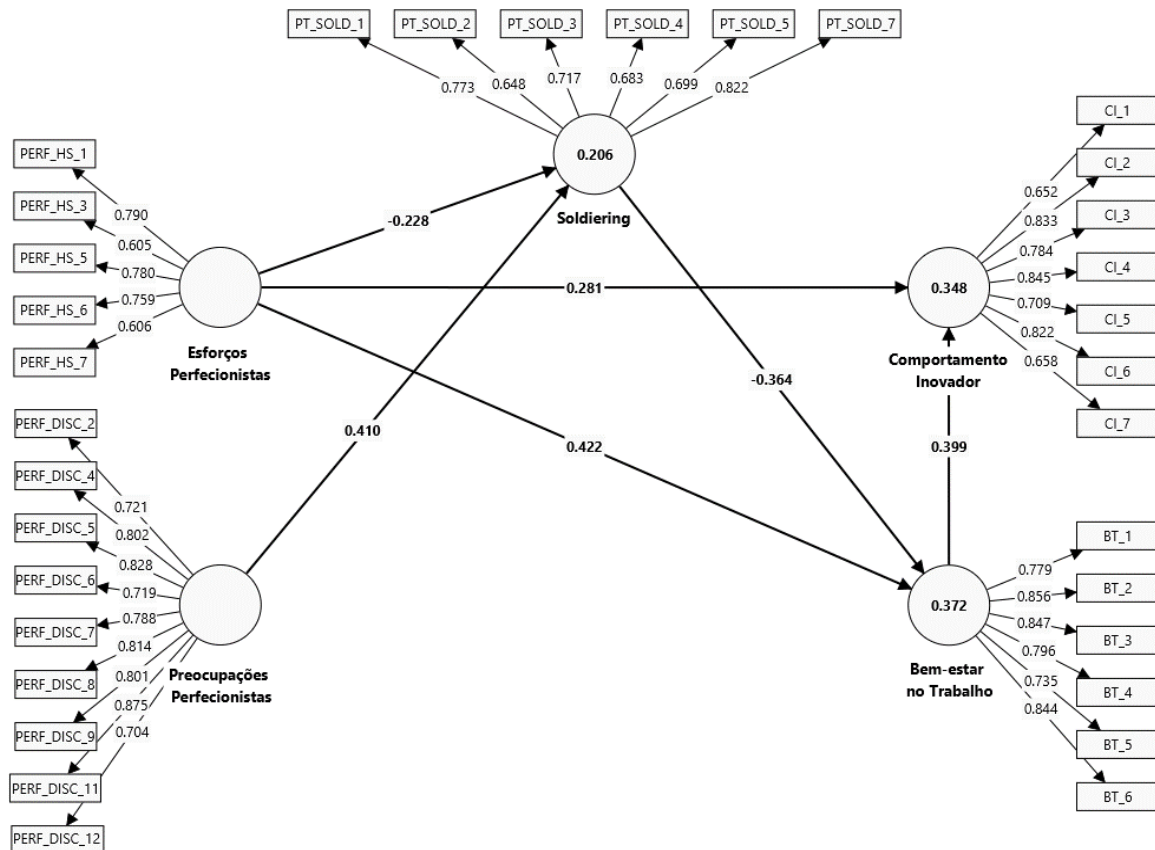 PT_SOLD_1
PT_SOLD_2
PT_SOLD_3
PT_SOLD_4
PT_SOLD_5
PT_SOLD_7
0.773
0.648
0.717
0.683
0.699
0.822
0.206
Soldiering
PERF_HS_1
PERF_HS_3
PERF_HS_5
PERF_HS_6
PERF_HS_7
0.790
0.605
0.780
0.759
0.606
Esforços
Perfecionistas
-0.228
0.281
0.410
0.422
-0.364
0.399
CI_1
CI_2
CI_3
CI_4
CI_5
CI_6
CI_7
0.652
0.833
0.784
0.845
0.709
0.822
0.658
0.348
Comportamento
Inovador
PERF_DISC_2
PERF_DISC_4
PERF_DISC_5
PERF_DISC_6
PERF_DISC_7
PERF_DISC_8
PERF_DISC_9
PERF_DISC_11
PERF_DISC_12
0.721
0.802
0.828
0.719
0.788
0.814
0.801
0.875
0.704
Preocupações
Perfecionistas
0.372
Bem-estar
no Trabalho
0.779
0.856
0.847
0.796
0.735
0.844
BT_1
BT_2
BT_3
BT_4
BT_5
BT_6